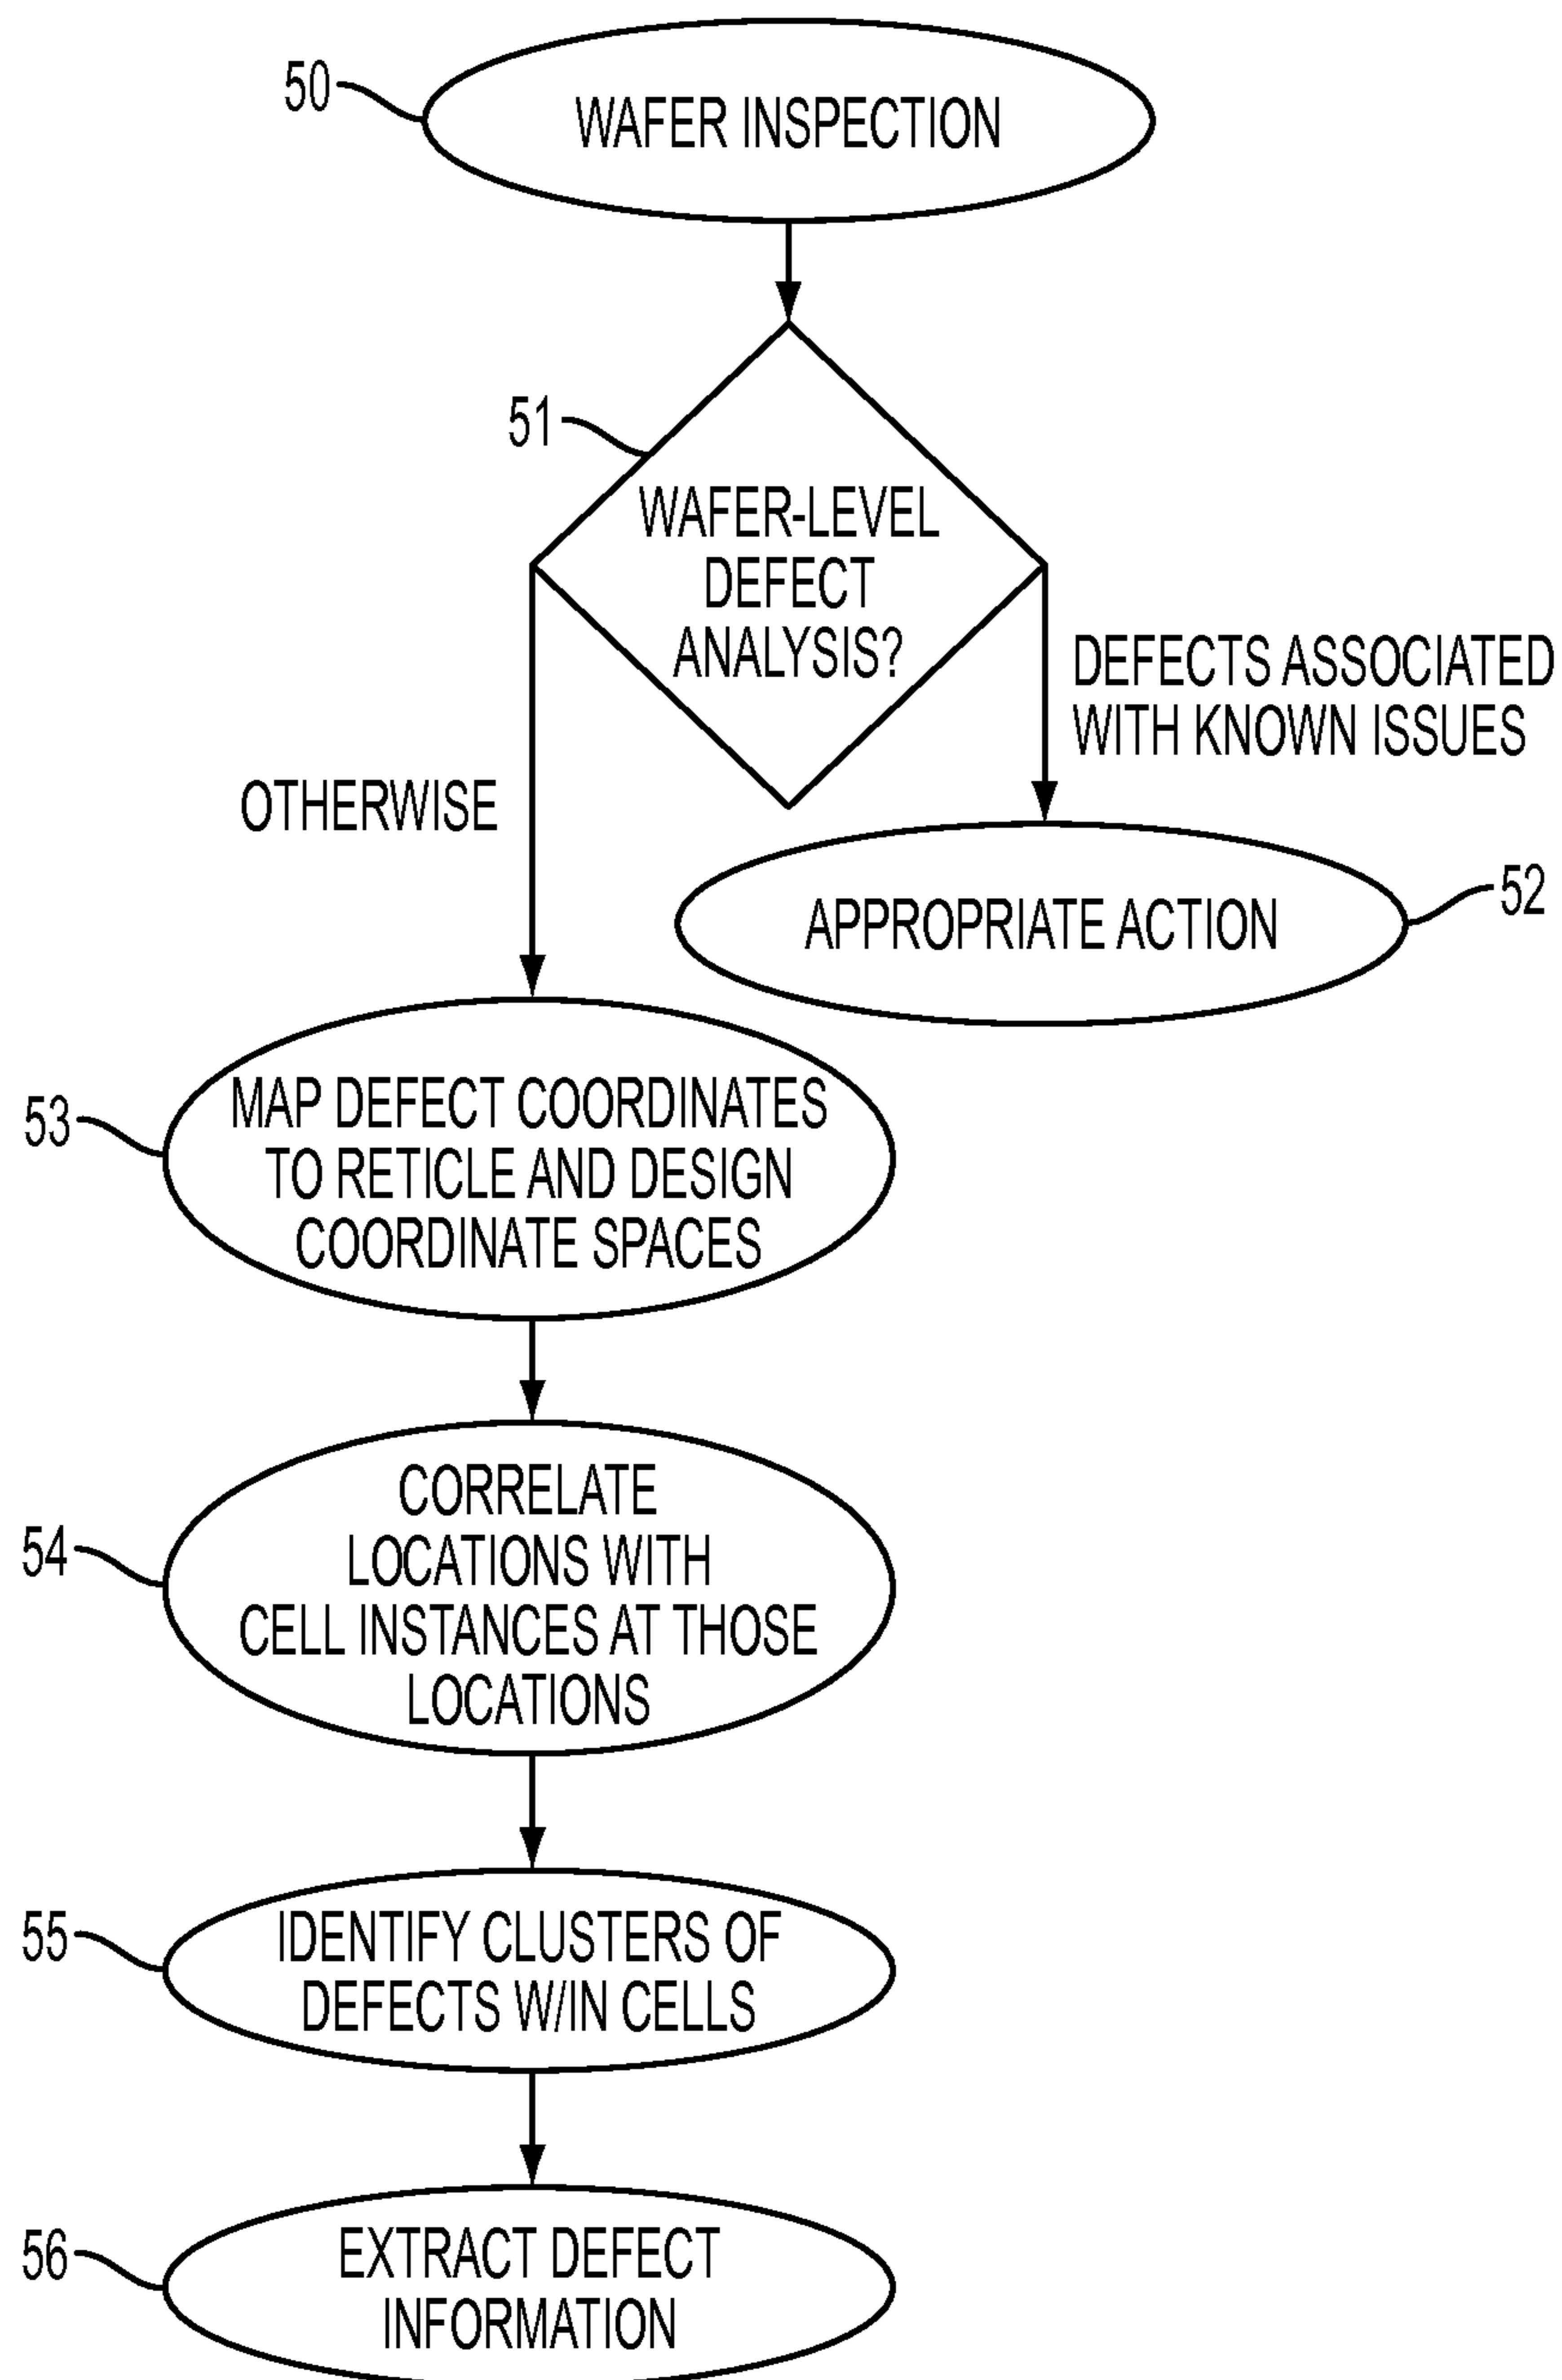 50
WAFER INSPECTION
51
WAFER-LEVEL
DEFECT
ANALYSIS?
DEFECTS ASSOCIATED
WITH KNOWN ISSUES
OTHERWISE
APPROPRIATE ACTION
52
53
MAP DEFECT COORDINATES
TO RETICLE AND DESIGN
COORDINATE SPACES
54
CORRELATE
LOCATIONS WITH
CELL INSTANCES AT THOSE
LOCATIONS
55
IDENTIFY CLUSTERS OF
DEFECTS W/IN CELLS
56
EXTRACT DEFECT
INFORMATION